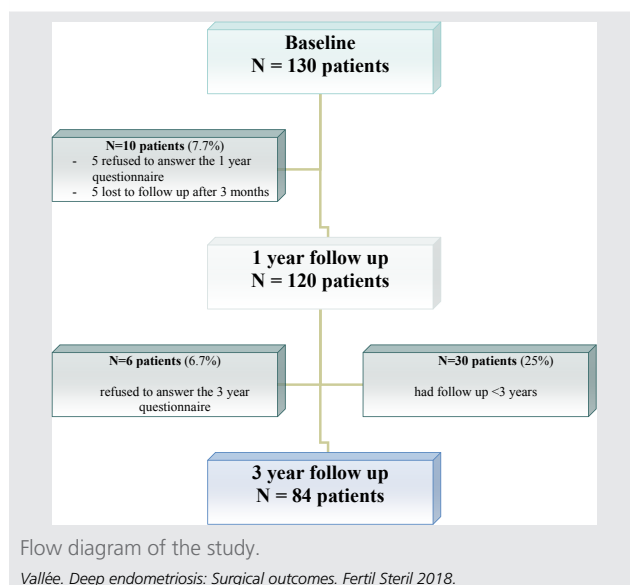 Baseline
N = 130 patients
N=10 patients (7.7%)
- 5 refused to answer the 1 year
questionnaire
- 5 lost to follow up after 3 months
1 year follow up
N = 120 patients
N=6 patients (6.7%)
refused to answer the 3 year
questionnaire
N=30 patients (25%)
had follow up <3 years
3 year follow up
N = 84 patients
Flow diagram of the study.
Vallée. Deep endometriosis: Surgical outcomes. Fertil Steril 2018.